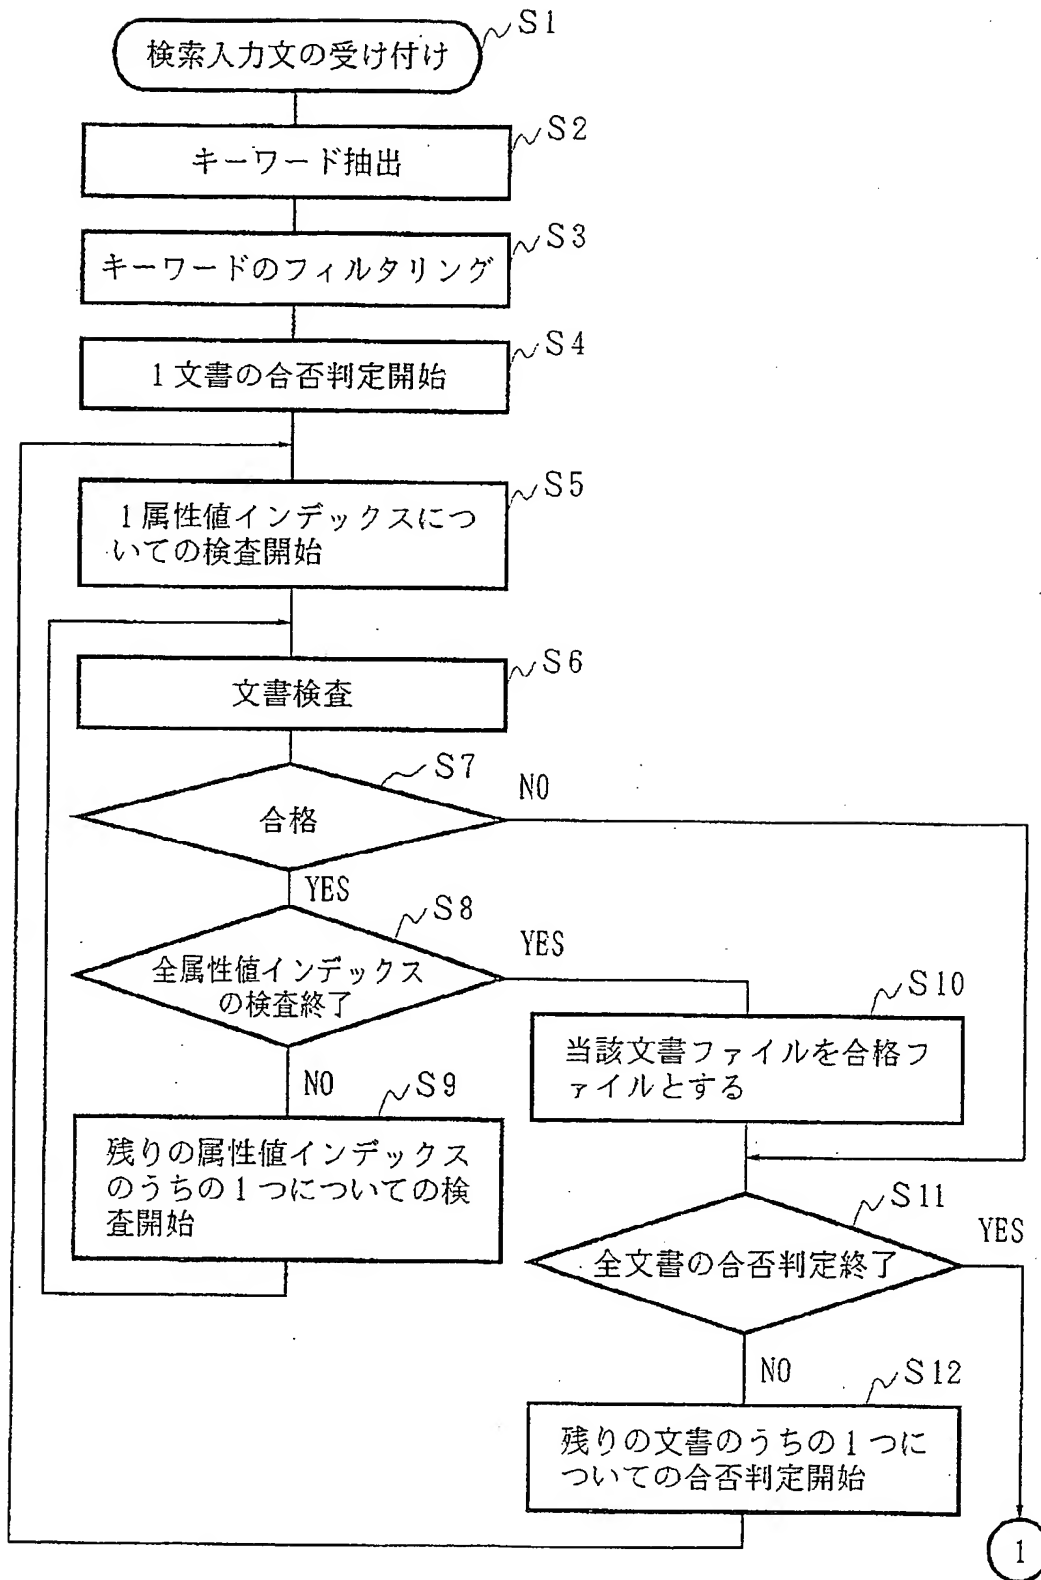 S1
検索入力文の受け付け
S2
キーワード抽出
S3
キーワードのフィルタリング
S4
1文書の合否判定開始
S5
1属性値インデックスにつ
いての検査開始
S6
文書検査
S7
NO
合格
YES
S8
YES
全属性値インデックス
の検査終了
S10
当該文書ファイルを合格フ
ァイルとする
NO
S9
残りの属性値インデックス
のうちの1つについての検
査開始
S11
YES
全文書の合否判定終了
NO
S12
残りの文書のうちの1つに
ついての合否判定開始
1